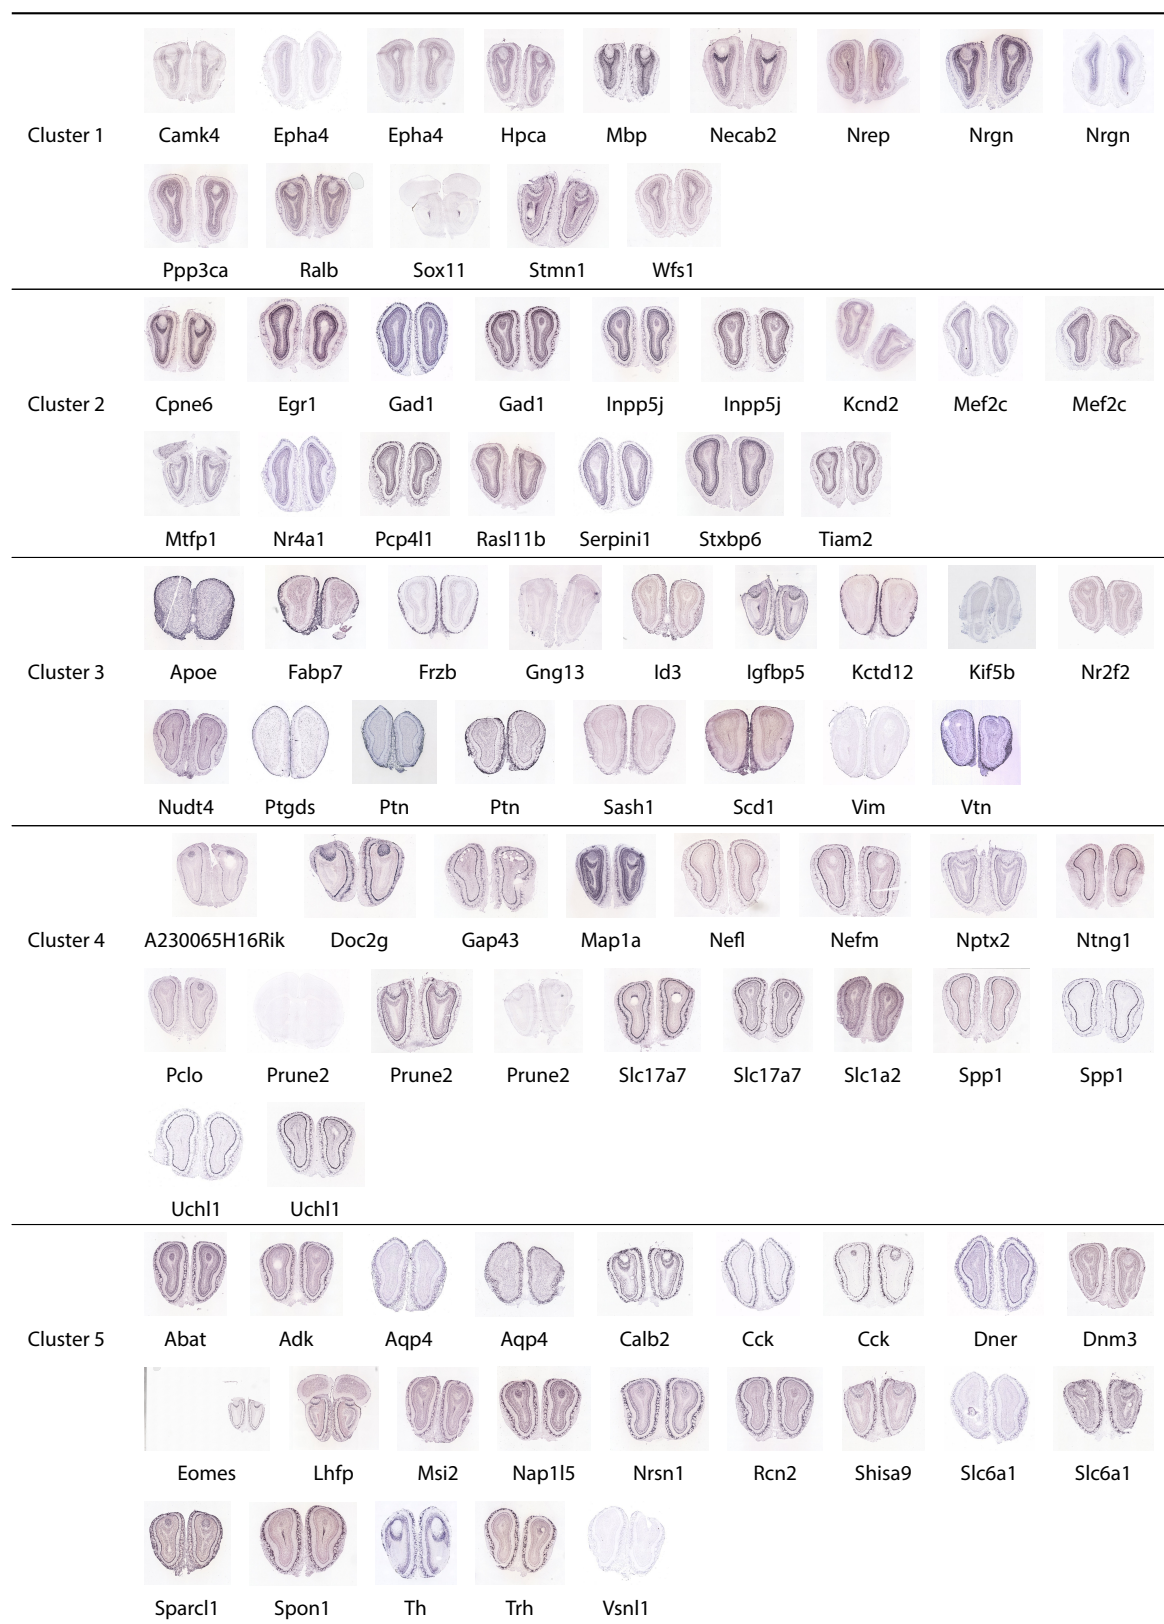 Camk4 Epha4 Epha4 Hpca Mbp Necab2 Nrep Nrgn Nrgn
Cluster 1
Ppp3ca Ralb Sox11 Stmn1 Wfs1
Cpne6 Egr1 Gad1 Gad1 Inpp5j Inpp5j Kcnd2 Mef2c Mef2c
Cluster 2
Mtfp1 Nr4a1 Pcp4l1 Rasl11b Serpini1 Stxbp6 Tiam2
Apoe Fabp7 Frzb Gng13 Id3 Igfbp5 Kctd12 Kif5b Nr2f2
Cluster 3
Nudt4 Ptgds Ptn Ptn Sash1 Scd1 Vim Vtn
A230065H16Rik Doc2g Gap43 Map1a Nefl Nefm Nptx2 Ntng1
Cluster 4
Pclo Prune2 Prune2 Prune2 Slc17a7 Slc17a7 Slc1a2 Spp1 Spp1
Uchl1 Uchl1
Abat Adk Aqp4 Aqp4 Calb2 Cck Cck Dner Dnm3
Cluster 5
Eomes Lhfp Msi2 Nap1l5 Nrsn1 Rcn2 Shisa9 Slc6a1 Slc6a1
Sparcl1 Spon1 Th Trh Vsnl1